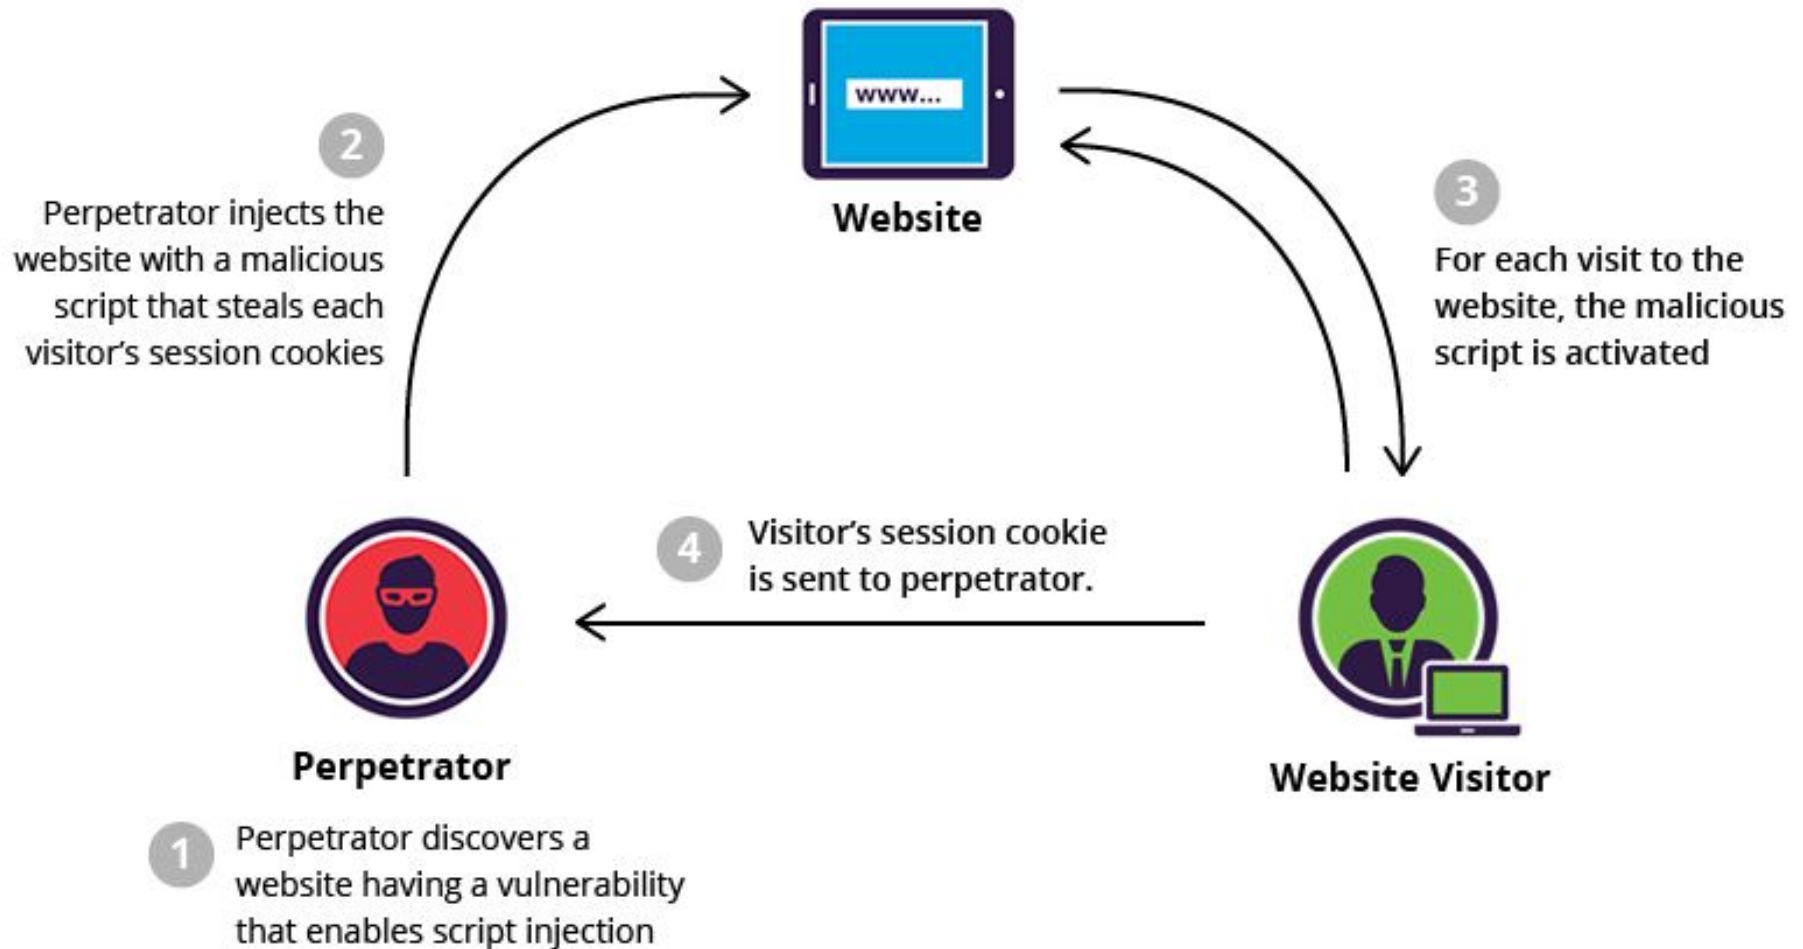 www...
Website
2
Perpetrator injects the
website with a malicious
script that steals each
visitor's session cookies
3
For each visit to the
website, the malicious
script is activated
4
Visitor's session cookie
is sent to perpetrator.
Perpetrator
Website Visitor
1
Perpetrator discovers a
website having a vulnerability
that enables script injection